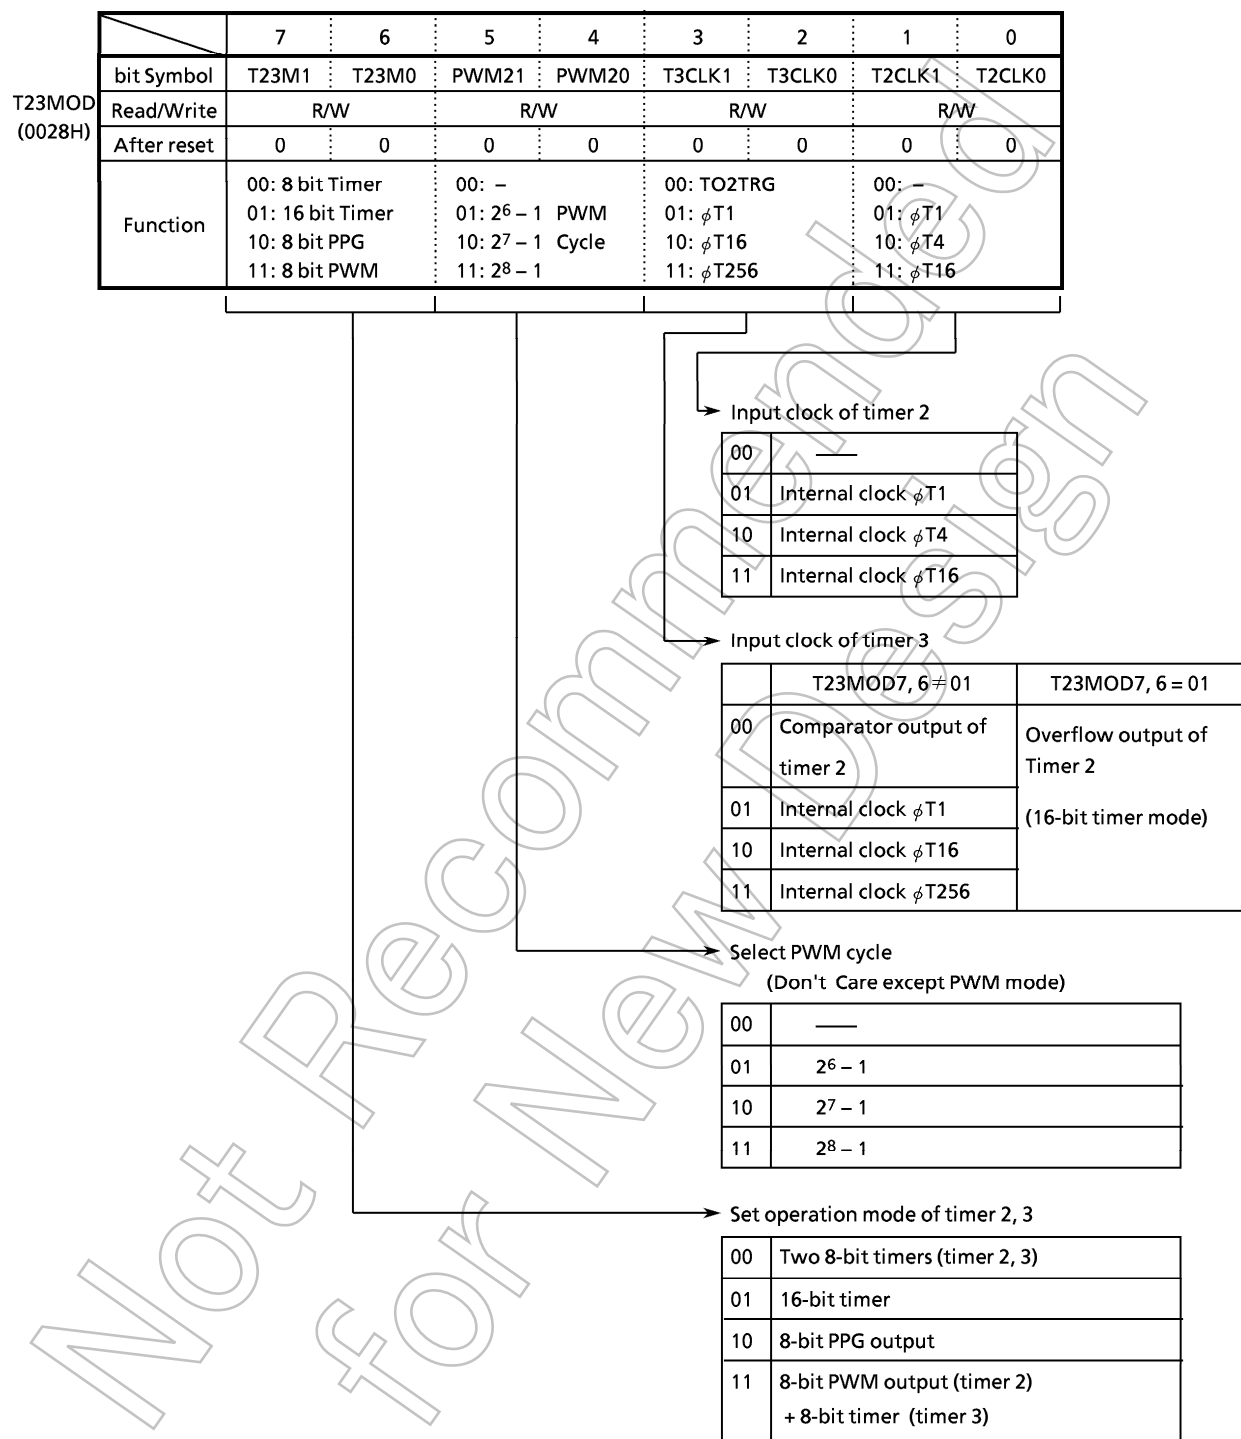 7 6 5 4 3 2 1 0
bit Symbol T23M1 T23M0 PWM21 PWM20 T3CLK1 T3CLK0 T2CLK1 T2CLK0
T23MOD
(0028H)
Read/Write R/W R/W R/W R/W
After reset 0 0 0 0 0 0 0 0
Function
00: 8 bit Timer 00: – 00: TO2TRG 00: –
01: 16 bit Timer 01: 2⁶ – 1 PWM 01: φT1 01: φT1
10: 8 bit PPG 10: 2⁷ – 1 Cycle 10: φT16 10: φT4
11: 8 bit PWM 11: 2⁸ – 1 11: φT256 11: φT16
Input clock of timer 2
00 ——
01 Internal clock φT1
10 Internal clock φT4
11 Internal clock φT16
Input clock of timer 3
T23MOD7, 6≠01 T23MOD7, 6 = 01
00 Comparator output of
timer 2
01 Internal clock φT1
10 Internal clock φT16
11 Internal clock φT256
Overflow output of
Timer 2
(16-bit timer mode)
Select PWM cycle
(Don't Care except PWM mode)
00 ——
01 2⁶ – 1
10 2⁷ – 1
11 2⁸ – 1
Set operation mode of timer 2, 3
00 Two 8-bit timers (timer 2, 3)
01 16-bit timer
10 8-bit PPG output
11 8-bit PWM output (timer 2)
+ 8-bit timer (timer 3)
Not Recommended
for New Design